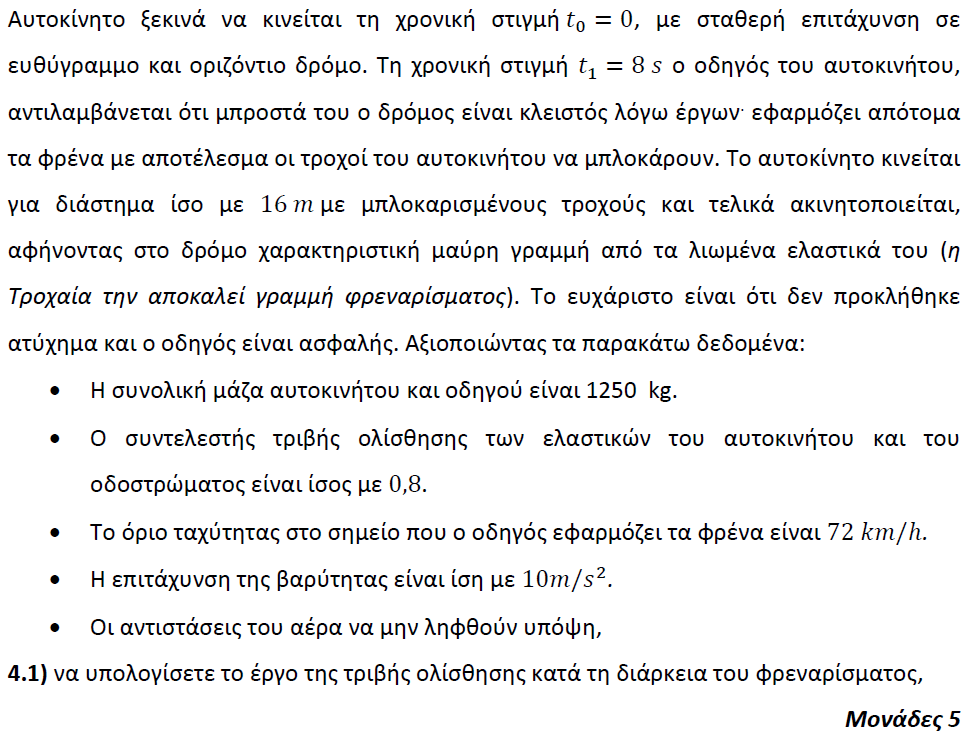 Αυτοκίνητο ξεκινά να κινείται τη χρονική στιγμή t₀ = 0, με σταθερή επιτάχυνση σε
ευθύγραμμο και οριζόντιο δρόμο. Τη χρονική στιγμή t₁ = 8 s ο οδηγός του αυτοκινήτου,
αντιλαμβάνεται ότι μπροστά του ο δρόμος είναι κλειστός λόγω έργων· εφαρμόζει απότομα
τα φρένα με αποτέλεσμα οι τροχοί του αυτοκινήτου να μπλοκάρουν. Το αυτοκίνητο κινείται
για διάστημα ίσο με 16 m με μπλοκαρισμένους τροχούς και τελικά ακινητοποιείται,
αφήνοντας στο δρόμο χαρακτηριστική μαύρη γραμμή από τα λιωμένα ελαστικά του (η
Τροχαία την αποκαλεί γραμμή φρεναρίσματος). Το ευχάριστο είναι ότι δεν προκλήθηκε
ατύχημα και ο οδηγός είναι ασφαλής. Αξιοποιώντας τα παρακάτω δεδομένα:
• Η συνολική μάζα αυτοκινήτου και οδηγού είναι 1250 kg.
• Ο συντελεστής τριβής ολίσθησης των ελαστικών του αυτοκινήτου και του
οδοστρώματος είναι ίσος με 0,8.
• Το όριο ταχύτητας στο σημείο που ο οδηγός εφαρμόζει τα φρένα είναι 72 km/h.
• Η επιτάχυνση της βαρύτητας είναι ίση με 10m/s².
• Οι αντιστάσεις του αέρα να μην ληφθούν υπόψη,
4.1) να υπολογίσετε το έργο της τριβής ολίσθησης κατά τη διάρκεια του φρεναρίσματος,
Μονάδες 5